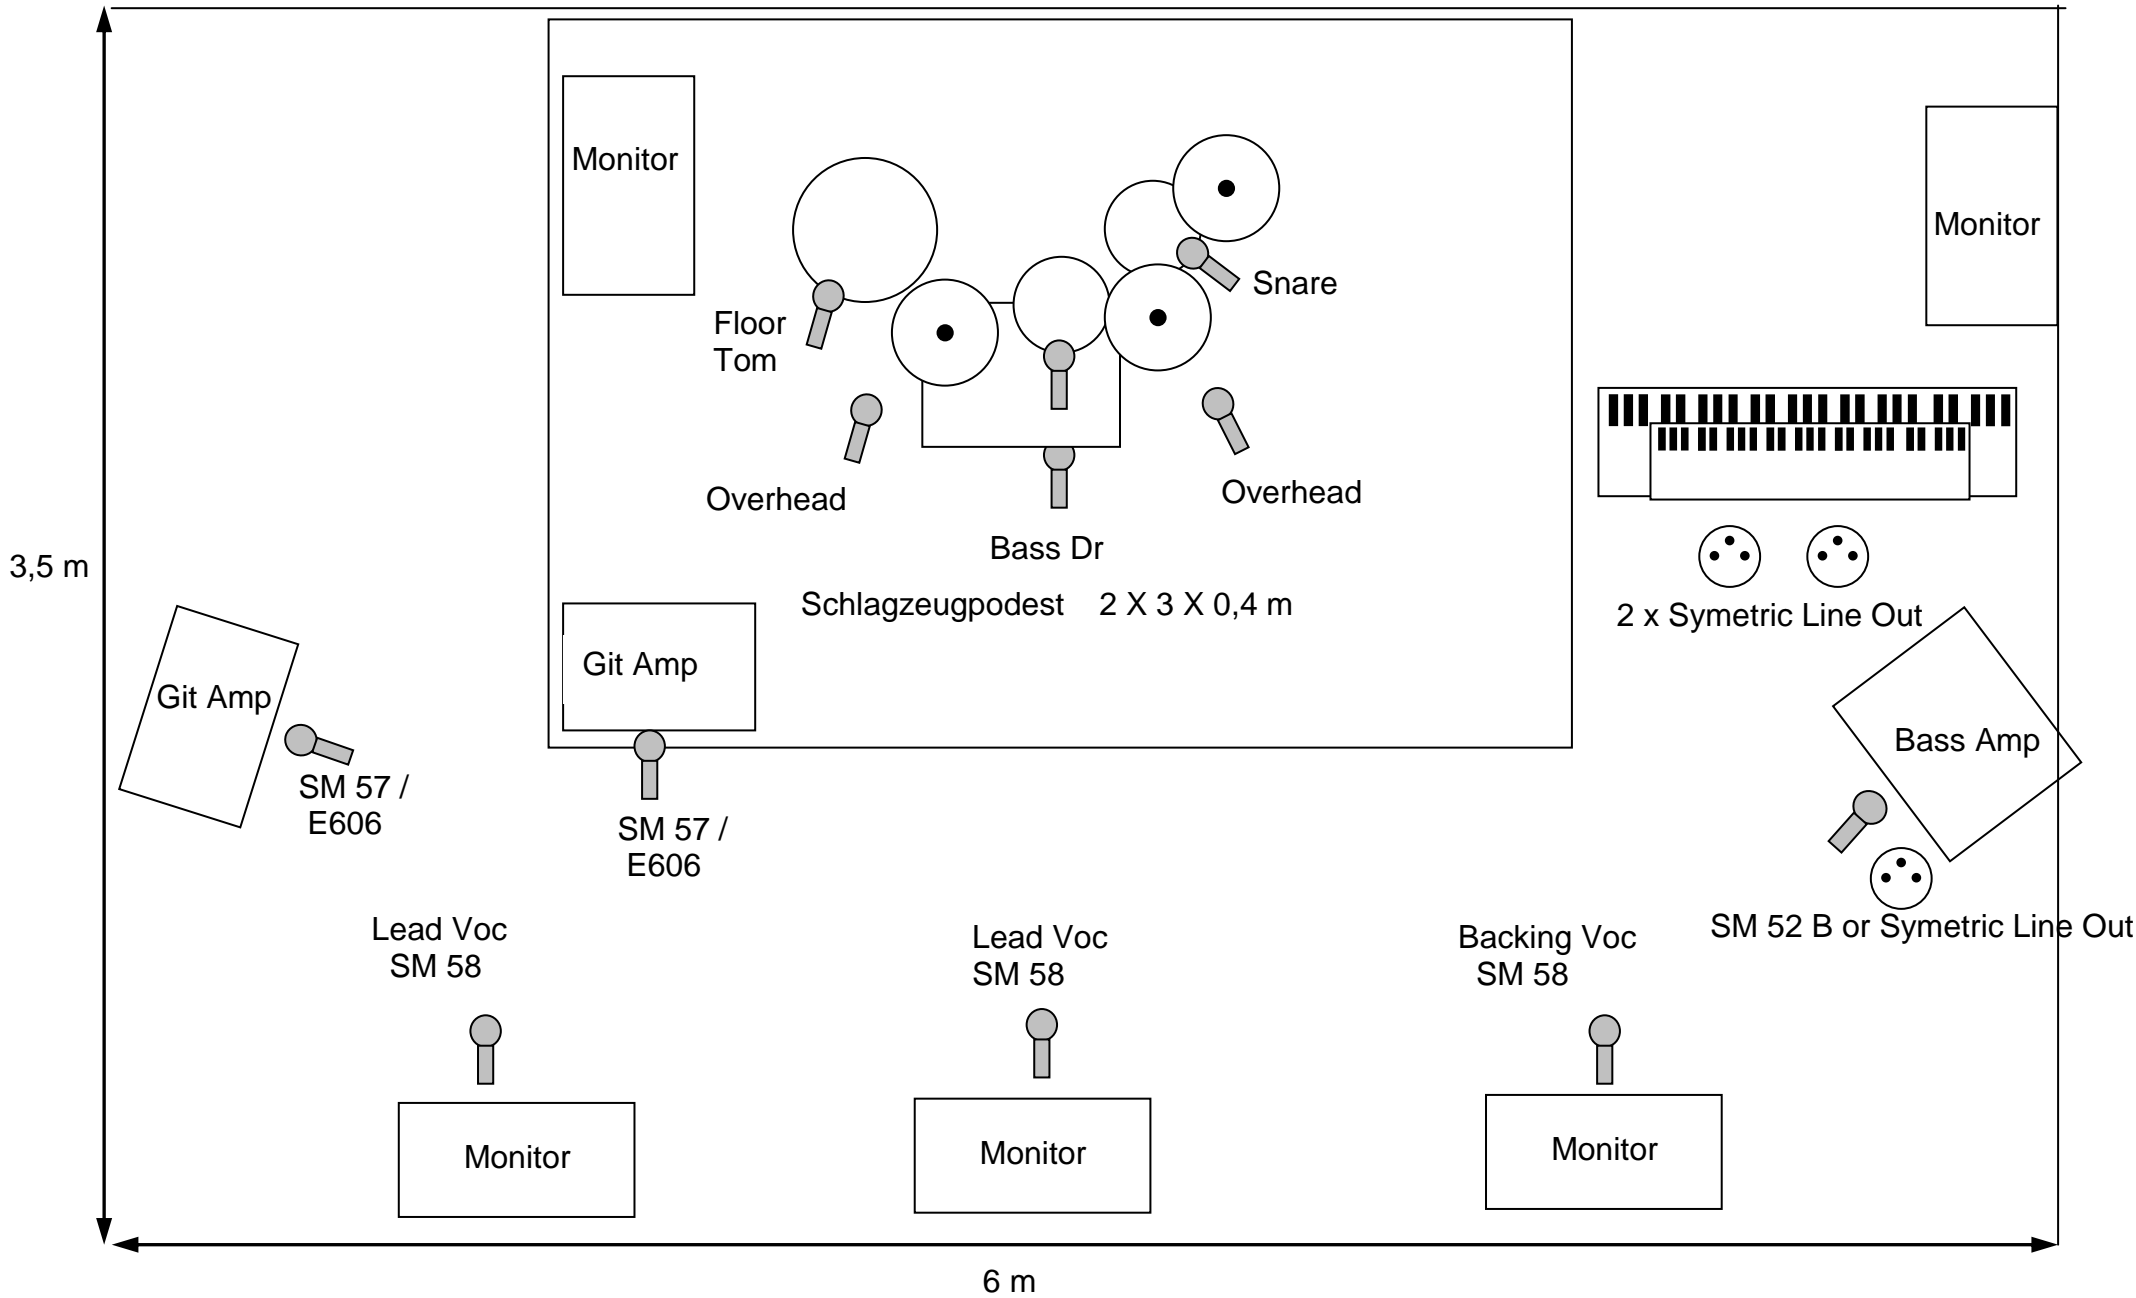 Monitor
Monitor
Snare
Floor
Tom
Overhead
Overhead
Bass Dr
3,5 m
Schlagzeugpodest 2 X 3 X 0,4 m
2 x Symetric Line Out
Git Amp
Git Amp
Bass Amp
SM 57 /
E606
SM 57 /
E606
Lead Voc
SM 58
Lead Voc
SM 58
Backing Voc
SM 58
SM 52 B or Symetric Line Out
Monitor
Monitor
Monitor
6 m